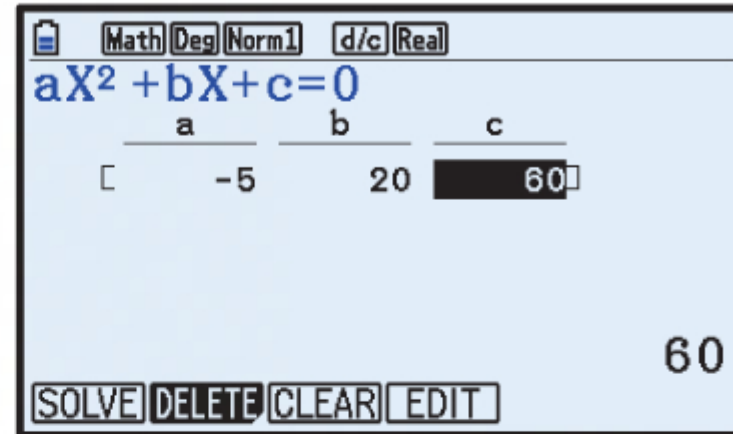 Math Deg Norm1 d/c Real
aX² +bX+c=0
a b c
-5 20 60
60
SOLVE DELETE CLEAR EDIT